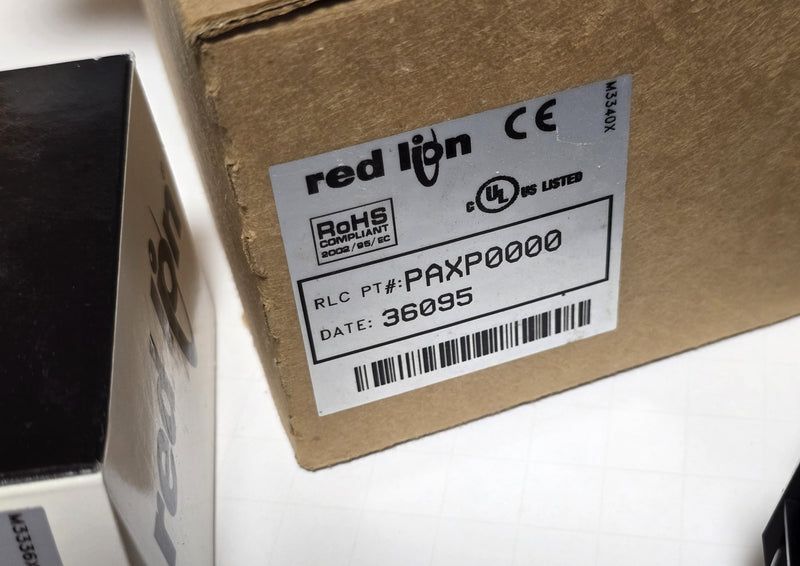 red lion CE
M3340X
C UL US LISTED
RoHS
COMPLIANT
2002/95/EC
RLC PT#: PAXP0000
DATE: 36095
red lion
M3336X